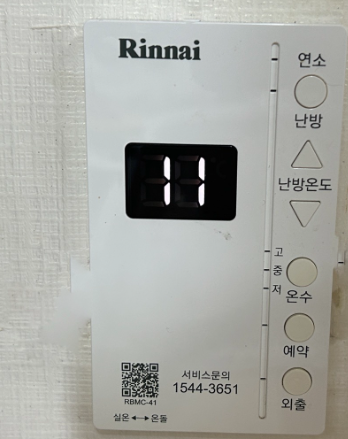 Rinnai
연소
난방
11
난방온도
고
중
저
온수
예약
서비스문의
1544-3651
RBMC-41
외출
실온 ↔ 온돌